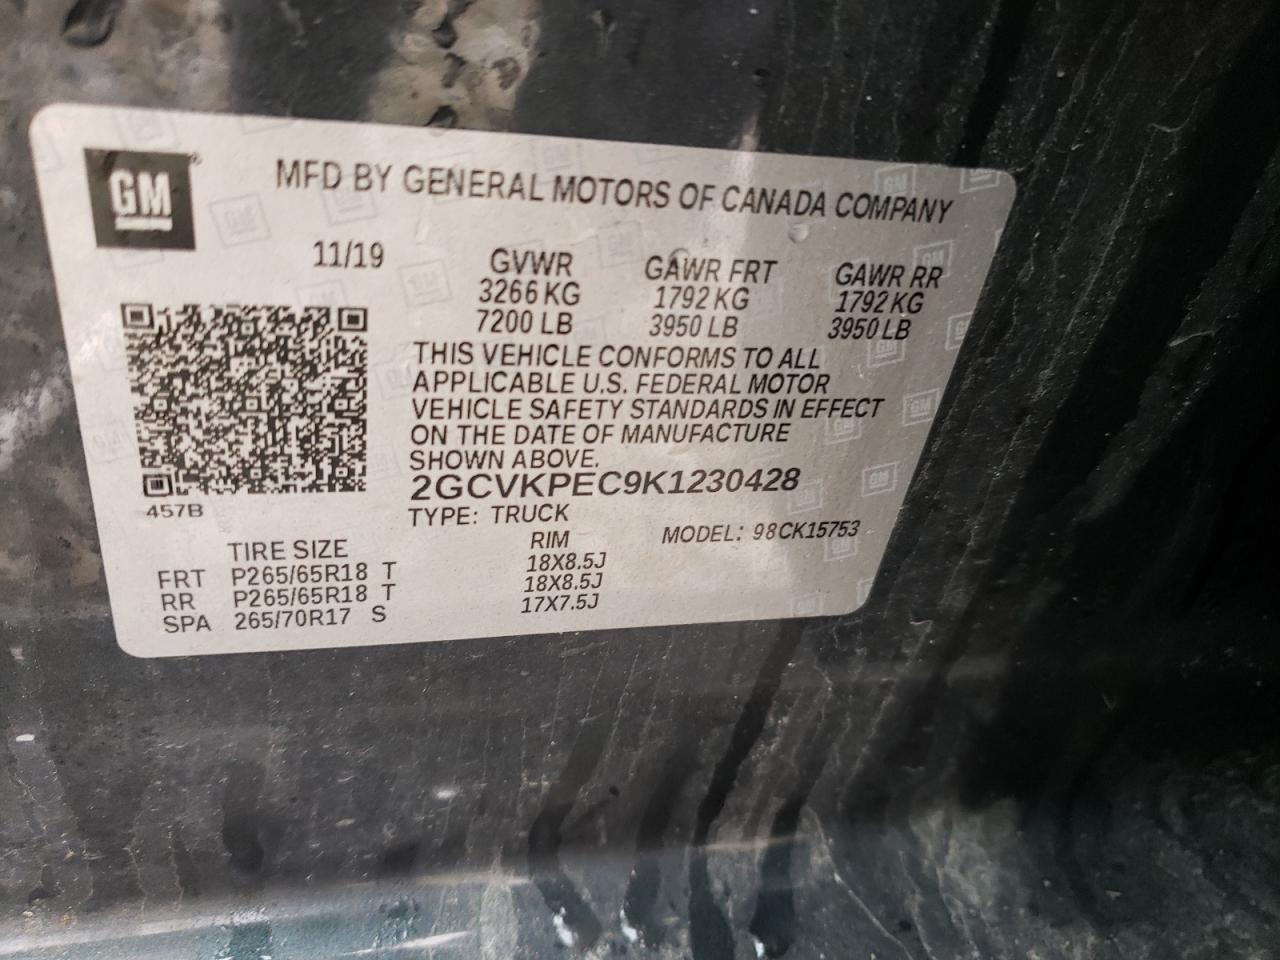 GM
MFD BY GENERAL MOTORS OF CANADA COMPANY
11/19 GVWR GAWR FRT GAWR RR
3266 KG 1792 KG 1792 KG
7200 LB 3950 LB 3950 LB
THIS VEHICLE CONFORMS TO ALL
APPLICABLE U.S. FEDERAL MOTOR
VEHICLE SAFETY STANDARDS IN EFFECT
ON THE DATE OF MANUFACTURE
SHOWN ABOVE.
2GCVKPEC9K1230428
457B
TYPE: TRUCK
MODEL: 98CK15753
TIRE SIZE RIM
FRT P265/65R18 T 18X8.5J
RR P265/65R18 T 18X8.5J
SPA 265/70R17 S 17X7.5J